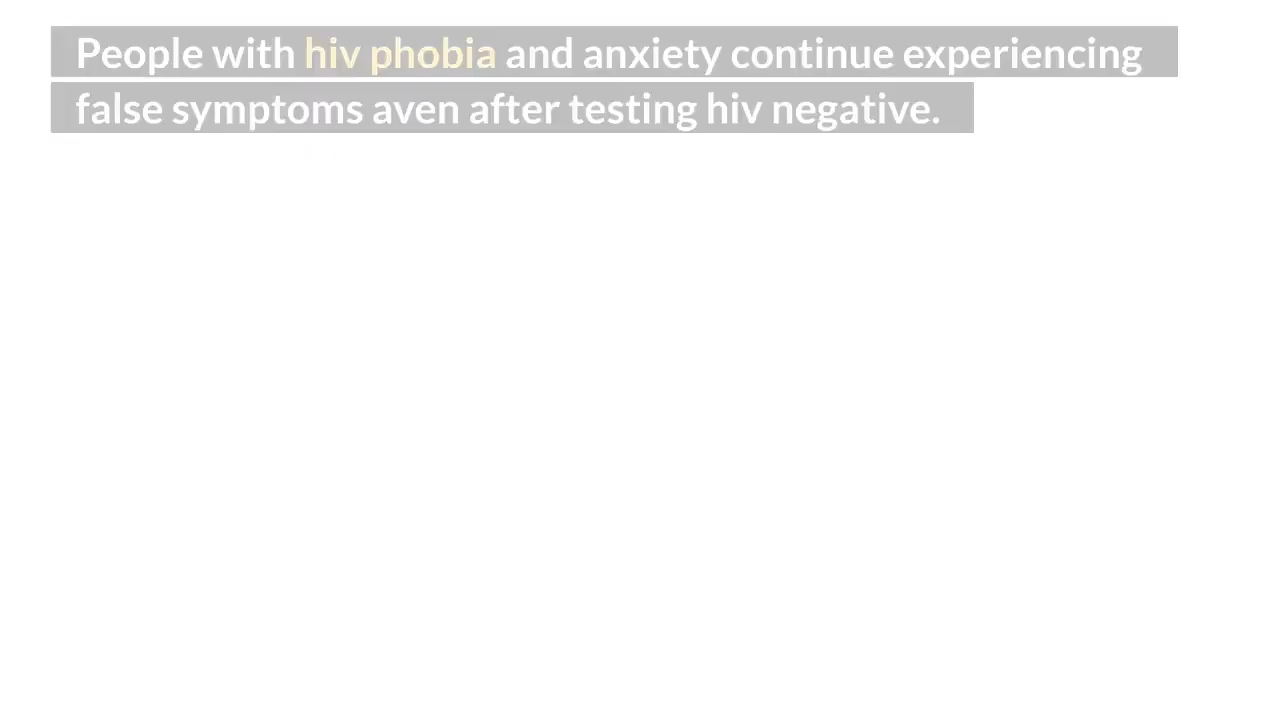 People with hiv phobia and anxiety continue experiencing
false symptoms aven after testing hiv negative.